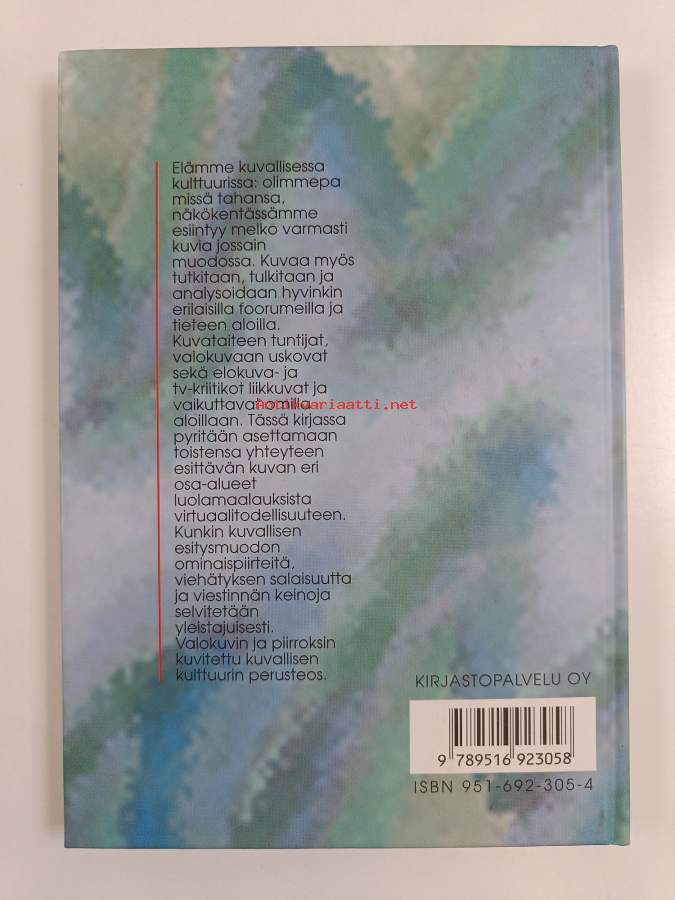 Elämme kuvallisessa
kulttuurissa: olimmepa
missä tahansa,
näkökentässämme
esiintyy melko varmasti
kuvia jossain
muodossa. Kuvaa myös
tutkitaan, tulkitaan ja
analysoidaan hyvinkin
erilaisilla foorumeilla ja
tieteen aloilla.
Kuvataiteen tuntijat,
valokuvaan uskovat
sekä elokuva- ja
tv-kriitikot liikkuvat ja
vaikuttavat omilla
Antikvariaatti.net
aloillaan. Tässä kirjassa
pyritään asettamaan
toistensa yhteyteen
esittävän kuvan eri
osa-alueet
luolamaalauksista
virtuaalitodellisuuteen.
Kunkin kuvallisen
esitysmuodon
ominaispiirteitä,
viehätyksen salaisuutta
ja viestinnän keinoja
selvitetään
yleistajuisesti.
Valokuvin ja piirroksin
kuvitettu kuvallisen
kulttuurin perusteos.
KIRJASTOPALVELU OY
9 789516 923058
ISBN 951-692-305-4